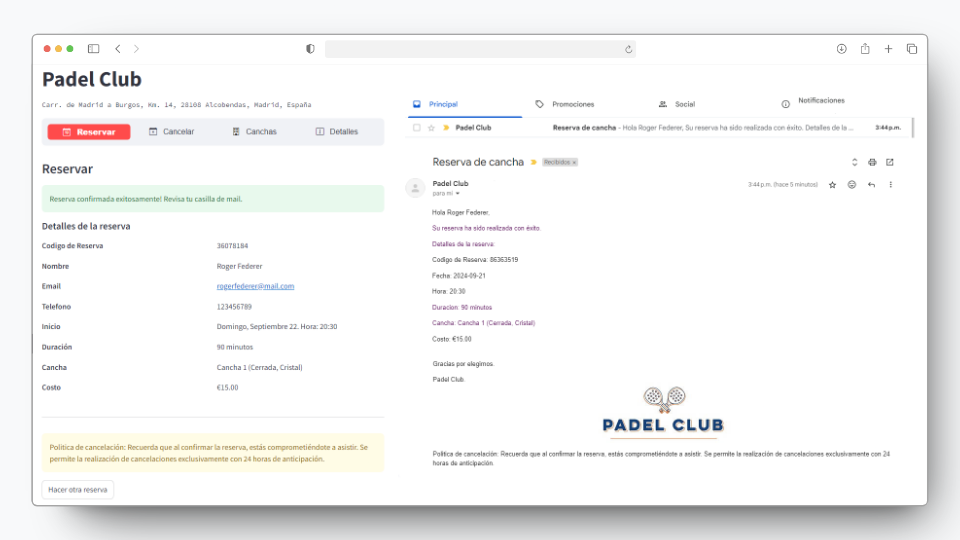 Padel Club
Carr. de Madrid a Burgos, Km. 14, 28108 Alcobendas, Madrid, España
Reservar
Cancelar
Canchas
Detalles
Reservar
Reserva confirmada exitosamente! Revisa tu casilla de mail.
Detalles de la reserva
Codigo de Reserva 36078184
Nombre Roger Federer
Email rogerfederer@mail.com
Telefono 123456789
Inicio Domingo, Septiembre 22. Hora: 20:30
Duración 90 minutos
Cancha Cancha 1 (Cerrada, Cristal)
Costo €15.00
Política de cancelación: Recuerda que al confirmar la reserva, estás comprometiéndote a asistir. Se
permite la realización de cancelaciones exclusivamente con 24 horas de anticipación.
Hacer otra reserva
Principal
Promociones
Social
Notificaciones
Padel Club Reserva de cancha - Hola Roger Federer, Su reserva ha sido realizada con éxito. Detalles de la ... 3:44 p.m.
Reserva de cancha Recibidos ×
Padel Club 3:44 p.m. (hace 5 minutos)
para mí
Hola Roger Federer,
Su reserva ha sido realizada con éxito.
Detalles de la reserva:
Codigo de Reserva: 86363519
Fecha: 2024-09-21
Hora: 20:30
Duracion: 90 minutos
Cancha: Cancha 1 (Cerrada, Cristal)
Costo: €15.00
Gracias por elegirnos.
Padel Club.
PADEL CLUB
Política de cancelación: Recuerda que al confirmar la reserva, estás comprometiéndote a asistir. Se permite la realización de cancelaciones exclusivamente con 24
horas de anticipación.